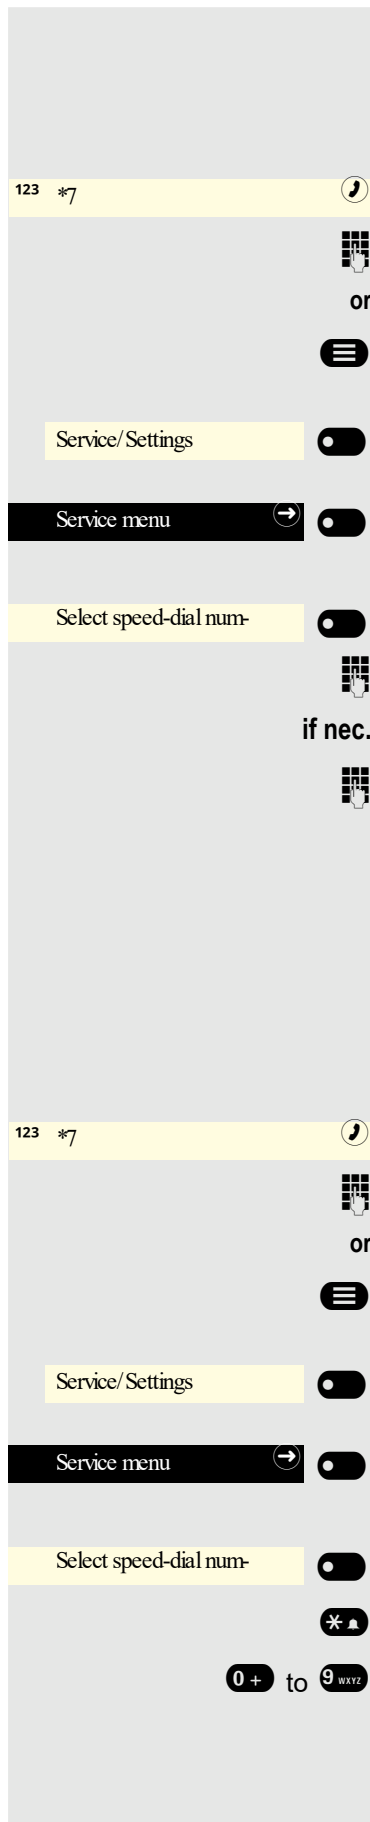 123 *7
or
Service/Settings
Service menu
Select speed-dial num-
if nec.
123 *7
or
Service/Settings
Service menu
Select speed-dial num-
0 + to 9 WXYZ